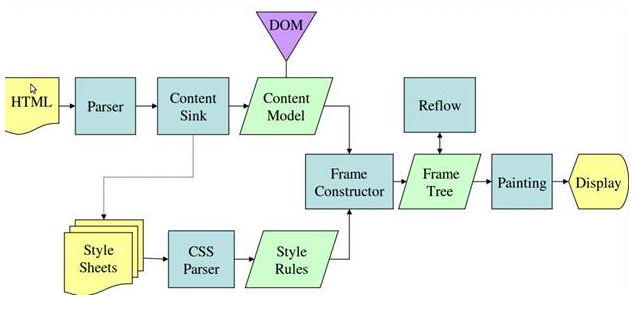 DOM
HTML
Parser
Content
Sink
Content
Model
Reflow
Frame
Constructor
Frame
Tree
Painting
Display
Style
Sheets
CSS
Parser
Style
Rules